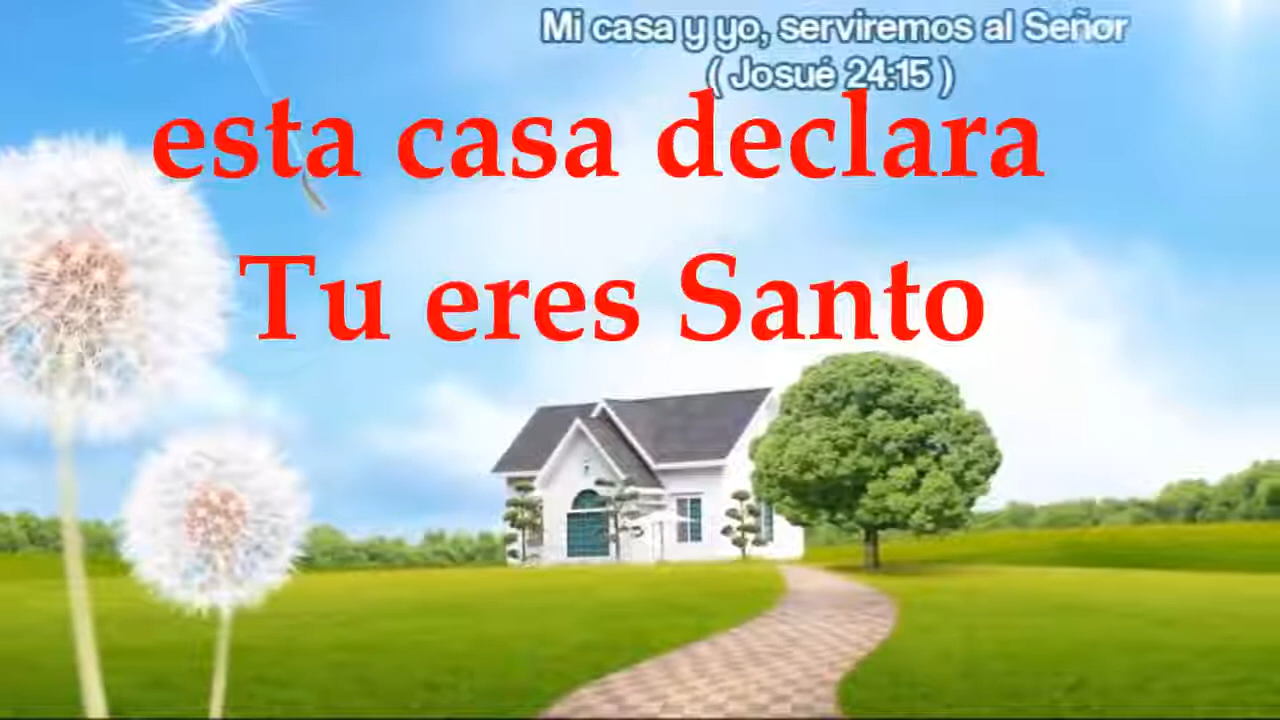 Mi casa y yo, serviremos al Señor
( Josué 24:15 )
esta casa declara
Tu eres Santo